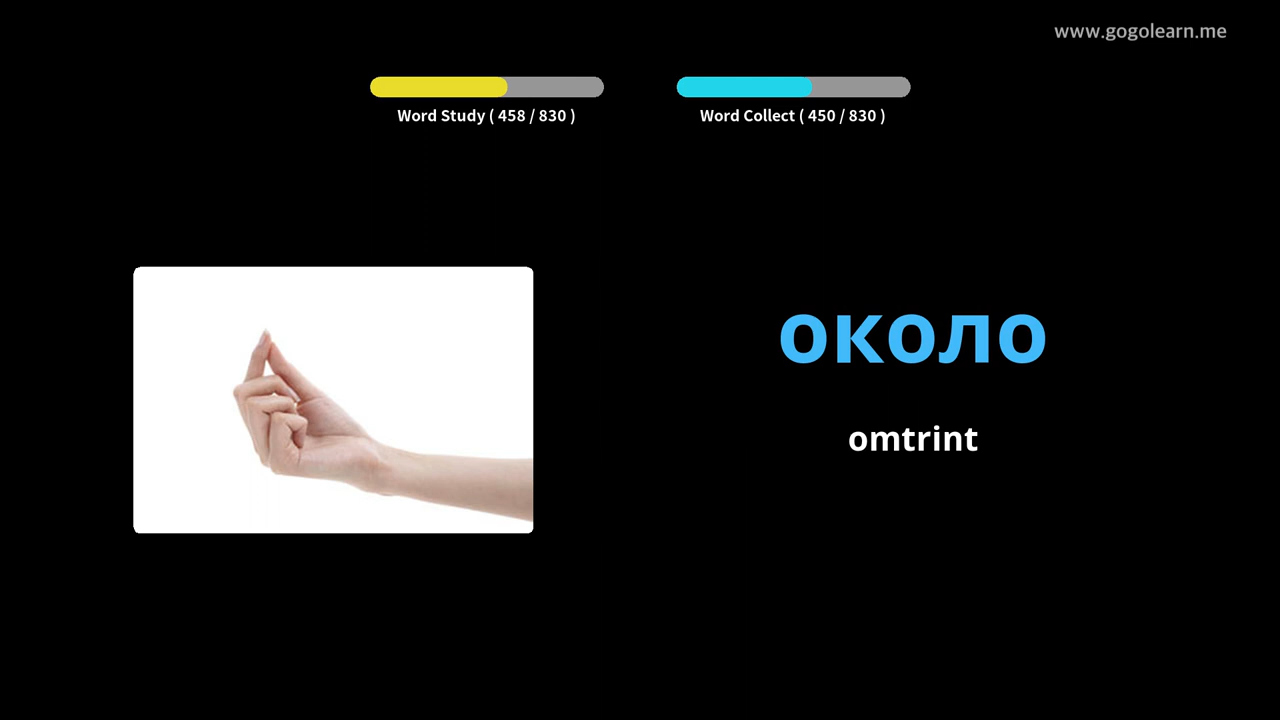 www.gogolearn.me
Word Study ( 458 / 830 )
Word Collect ( 450 / 830 )
около
omtrint